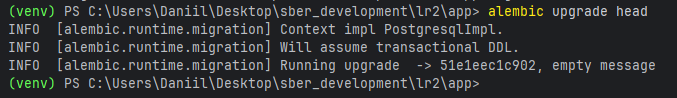 (venv) PS C:\Users\Daniil\Desktop\sber_development\lr2\app> alembic upgrade head
INFO  [alembic.runtime.migration] Context impl PostgresqlImpl.
INFO  [alembic.runtime.migration] Will assume transactional DDL.
INFO  [alembic.runtime.migration] Running upgrade  -> 51e1eec1c902, empty message
(venv) PS C:\Users\Daniil\Desktop\sber_development\lr2\app>